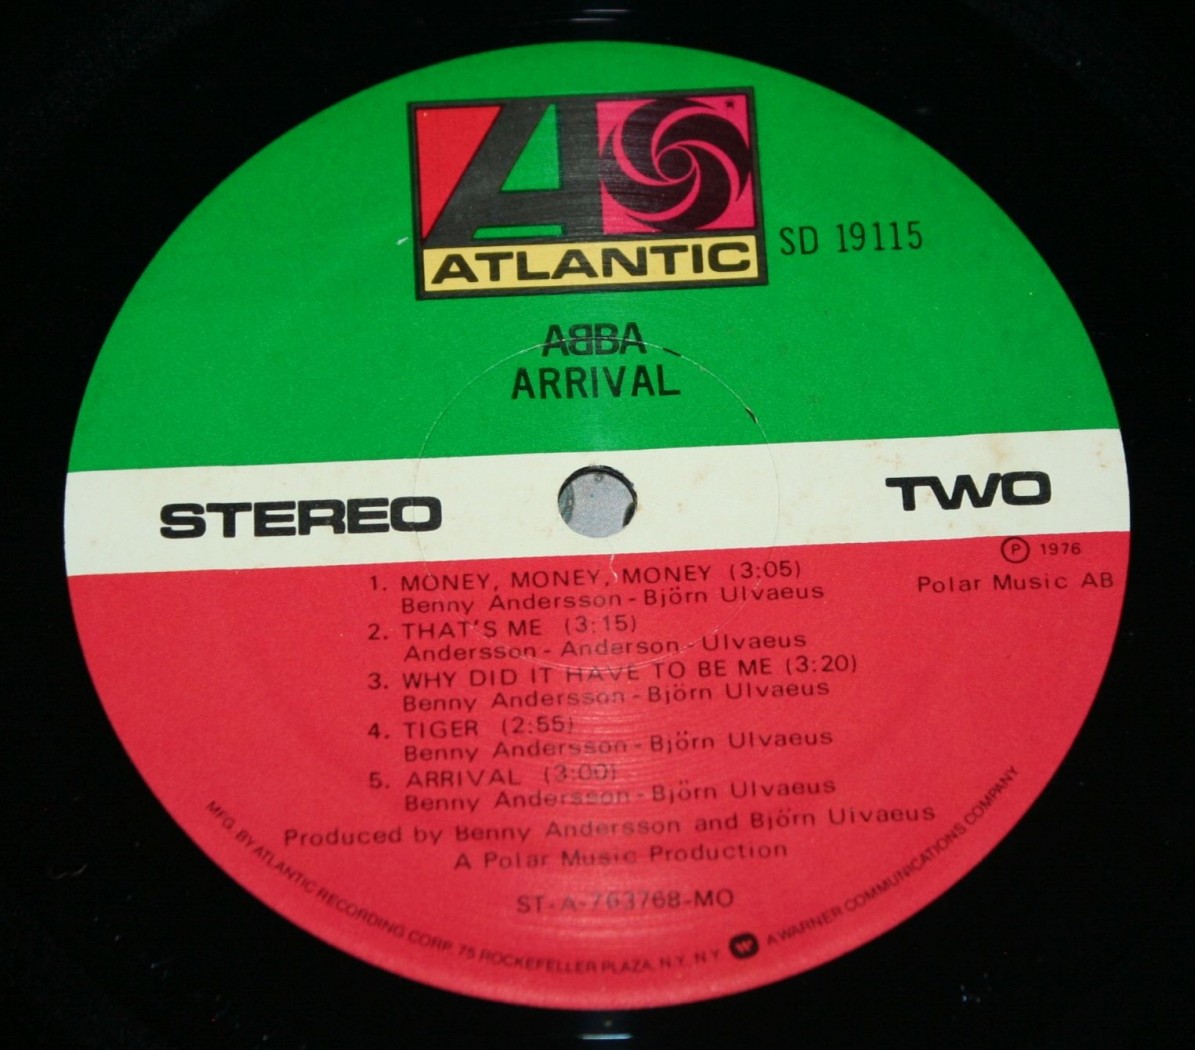 ATLANTIC
SD 19115
ABBA
ARRIVAL
STEREO
TWO
Ⓟ 1976
Polar Music AB
1. MONEY, MONEY, MONEY (3:05)
Benny Andersson - Björn Ulvaeus
2. THAT'S ME (3:15)
Andersson - Anderson - Ulvaeus
3. WHY DID IT HAVE TO BE ME (3:20)
Benny Andersson - Björn Ulvaeus
4. TIGER (2:55)
Benny Andersson - Björn Ulvaeus
5. ARRIVAL (3:00)
Benny Andersson - Björn Ulvaeus
Produced by Benny Andersson and Björn Ulvaeus
A Polar Music Production
ST-A-763768-MO
MFG. BY ATLANTIC RECORDING CORP. 75 ROCKEFELLER PLAZA, N.Y. N.Y. W A WARNER COMMUNICATIONS COMPANY